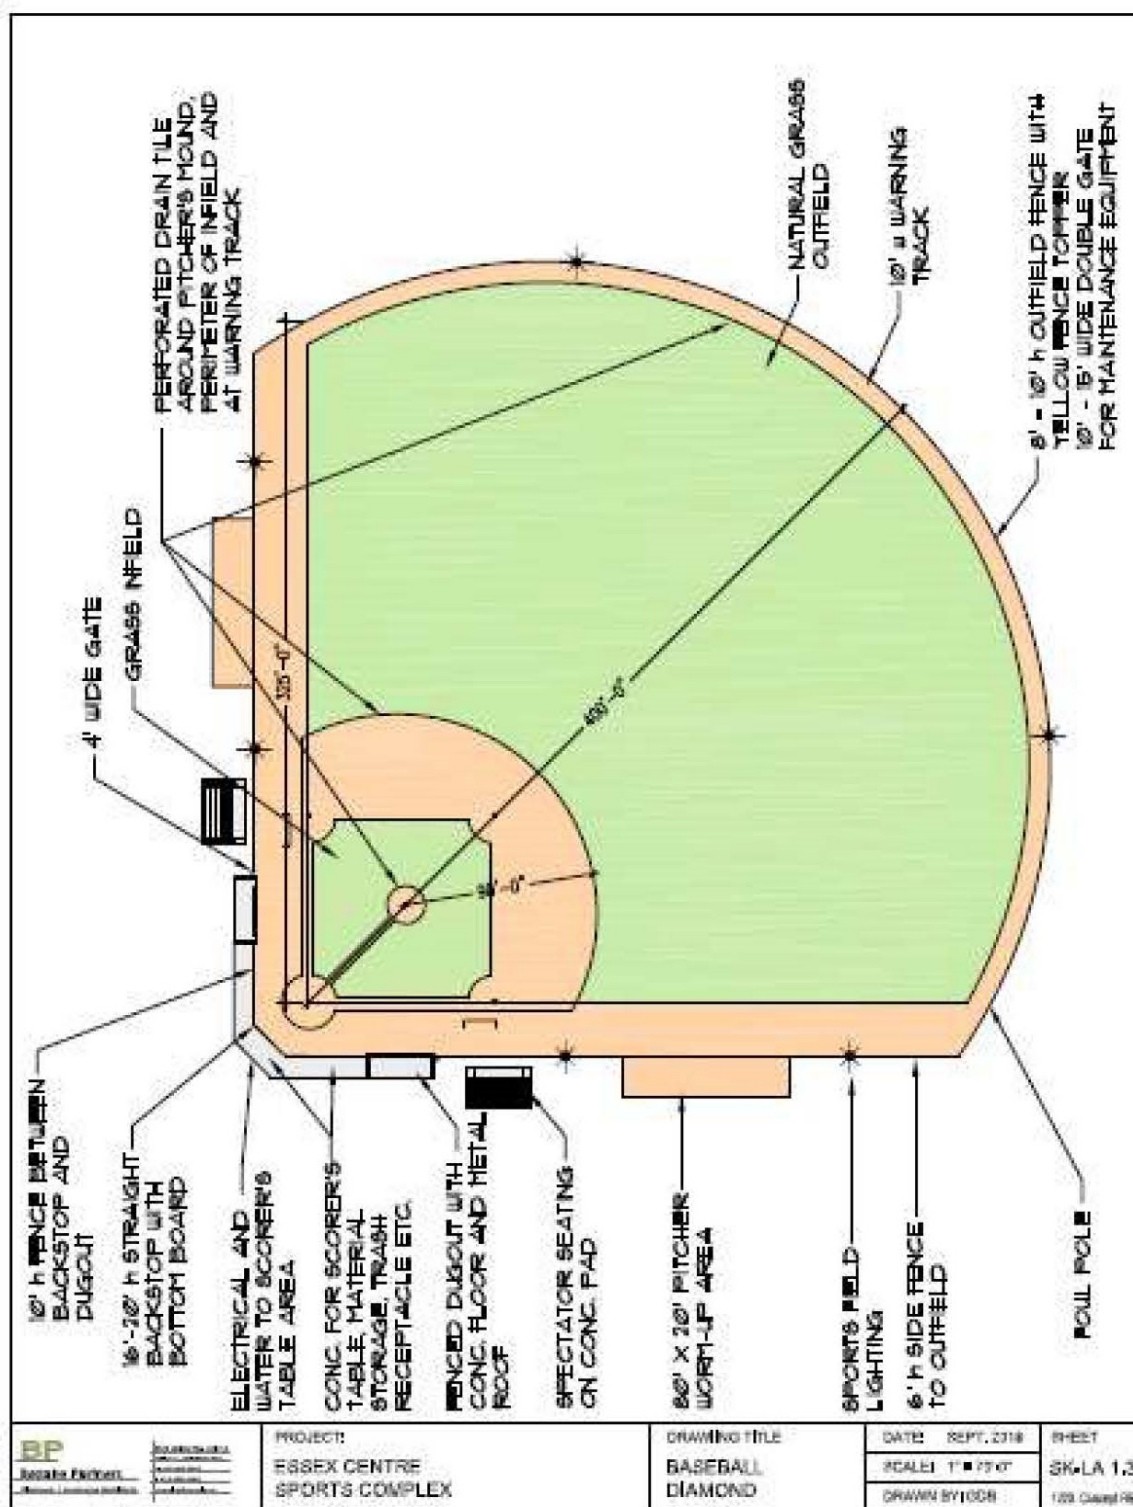 PERFORATED DRAIN TILE
AROUND PITCHER'S MOUND,
PERIMETER OF INFIELD AND
AT WARNING TRACK
NATURAL GRASS
OUTFIELD
10' w WARNING
TRACK
8' - 10' h OUTFIELD FENCE WITH
YELLOW FENCE TOPPER
10' - 15' WIDE DOUBLE GATE
FOR MANTENANCE EQUIPMENT
4' WIDE GATE
GRASS INFIELD
325'-0"
400'-0"
10' h FENCE BETWEEN
BACKSTOP AND
DUGOUT
STRAIGHT
BACKSTOP WITH
BOTTOM BOARD
ELECTRICAL AND
WATER TO SCORER'S
TABLE AREA
CONC. FOR SCORER'S
TABLE, MATERIAL
STORAGE, TRASH
RECEPTACLE ETC.
FENCED DUGOUT WITH
CONC. FLOOR AND METAL
ROOF
SPECTATOR SEATING
ON CONC. PAD
X 20' PITCHER
WORM-UP AREA
SPORTS FIELD
LIGHTING
6' h SIDE FENCE
TO OUTFIELD
FOUL POLE
BP
Bezaire Partners
PROJECT:
ESSEX CENTRE
SPORTS COMPLEX
DRAWING TITLE
BASEBALL
DIAMOND
DATE: SEPT, 2018
SCALE:
DRAWN BY:
SHEET
SK-LA 1.3